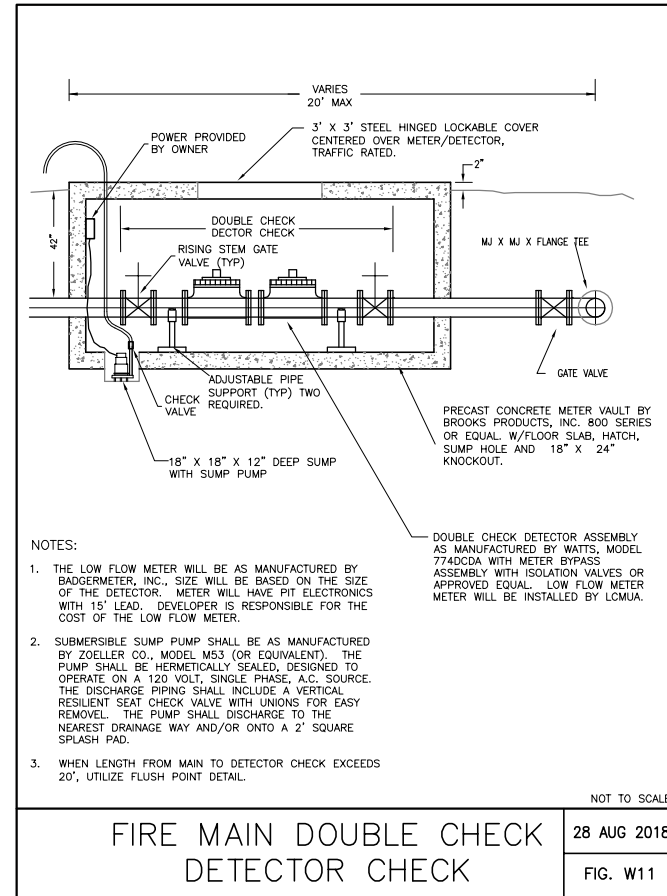 VARIES
20' MAX
3' X 3' STEEL HINGED LOCKABLE COVER
CENTERED OVER METER/DETECTOR,
TRAFFIC RATED.
POWER PROVIDED
BY OWNER
2"
42"
DOUBLE CHECK
DECTOR CHECK
RISING STEM GATE
VALVE (TYP)
MJ X MJ X FLANGE TEE
GATE VALVE
CHECK
VALVE
ADJUSTABLE PIPE
SUPPORT (TYP) TWO
REQUIRED.
18" X 18" X 12" DEEP SUMP
WITH SUMP PUMP
PRECAST CONCRETE METER VAULT BY
BROOKS PRODUCTS, INC. 800 SERIES
OR EQUAL. W/FLOOR SLAB, HATCH,
SUMP HOLE AND 18" X 24"
KNOCKOUT.
DOUBLE CHECK DETECTOR ASSEMBLY
AS MANUFACTURED BY WATTS, MODEL
774DCDA WITH METER BYPASS
ASSEMBLY WITH ISOLATION VALVES OR
APPROVED EQUAL. LOW FLOW METER
METER WILL BE INSTALLED BY LCMUA.
NOTES:
1. THE LOW FLOW METER WILL BE AS MANUFACTURED BY
BADGERMETER, INC., SIZE WILL BE BASED ON THE SIZE
OF THE DETECTOR. METER WILL HAVE PIT ELECTRONICS
WITH 15' LEAD. DEVELOPER IS RESPONSIBLE FOR THE
COST OF THE LOW FLOW METER.
2. SUBMERSIBLE SUMP PUMP SHALL BE AS MANUFACTURED
BY ZOELLER CO., MODEL M53 (OR EQUIVALENT). THE
PUMP SHALL BE HERMETICALLY SEALED, DESIGNED TO
OPERATE ON A 120 VOLT, SINGLE PHASE, A.C. SOURCE.
THE DISCHARGE PIPING SHALL INCLUDE A VERTICAL
RESILIENT SEAT CHECK VALVE WITH UNIONS FOR EASY
REMOVEL. THE PUMP SHALL DISCHARGE TO THE
NEAREST DRAINAGE WAY AND/OR ONTO A 2' SQUARE
SPLASH PAD.
3. WHEN LENGTH FROM MAIN TO DETECTOR CHECK EXCEEDS
20', UTILIZE FLUSH POINT DETAIL.
NOT TO SCALE
FIRE MAIN DOUBLE CHECK
DETECTOR CHECK
28 AUG 2018
FIG. W11